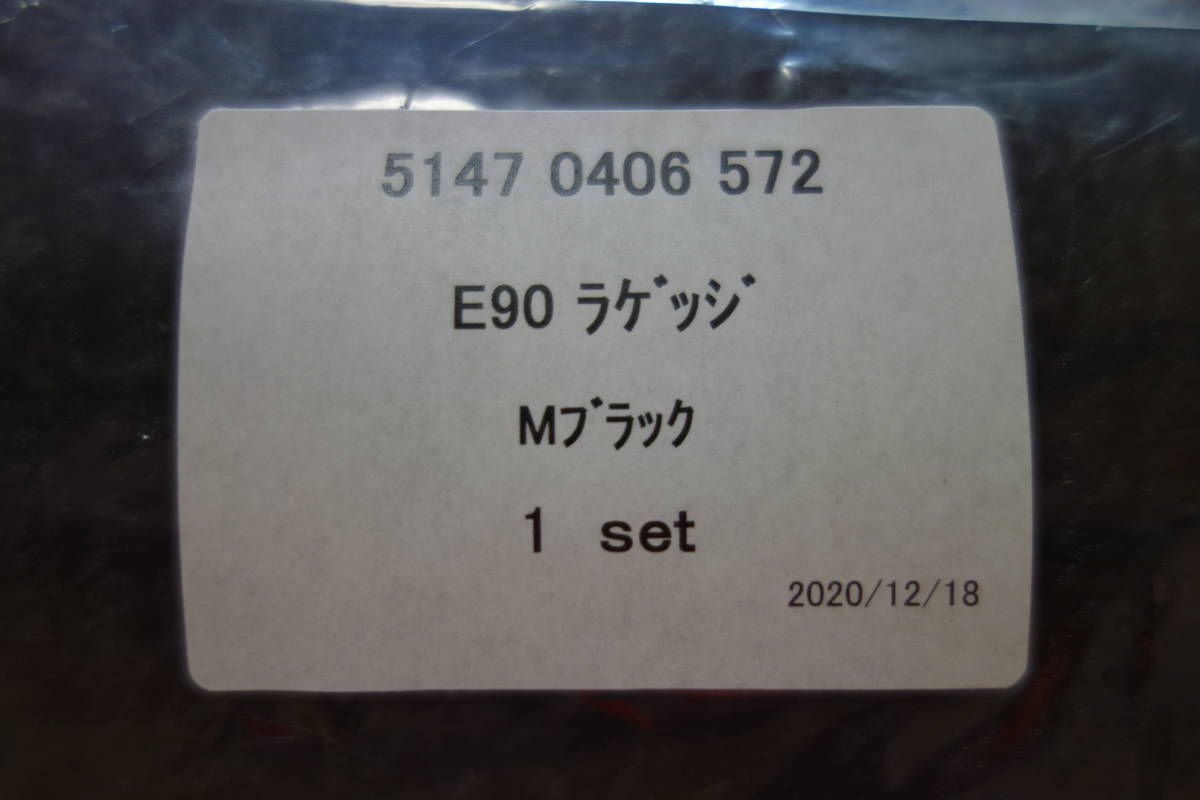 5147 0406 572
E90 ﾗｹﾞｯｼﾞ
Mﾌﾞﾗｯｸ
1 set
2020/12/18